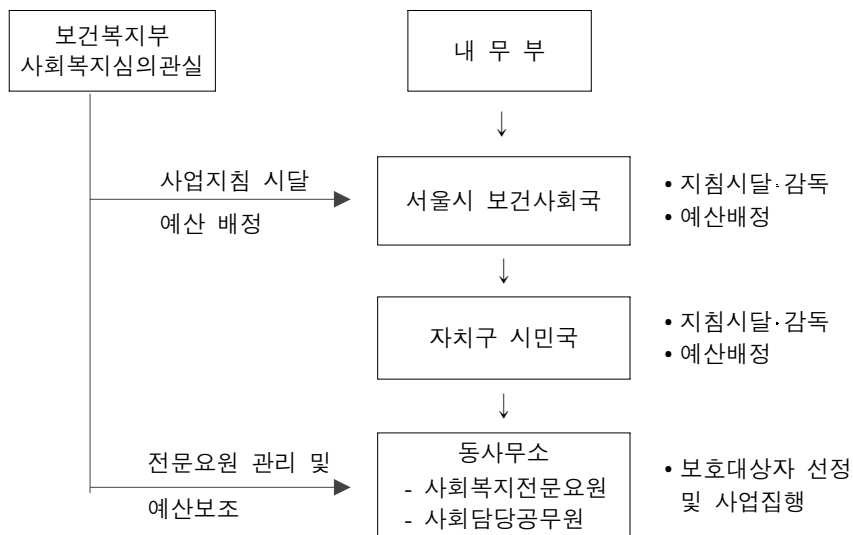 보건복지부
사회복지심의관실
내 무 부
사업지침 시달
예산 배정
서울시 보건사회국
• 지침시달·감독
• 예산배정
자치구 시민국
• 지침시달·감독
• 예산배정
전문요원 관리 및
예산보조
동사무소
- 사회복지전문요원
- 사회담당공무원
• 보호대상자 선정
및 사업집행